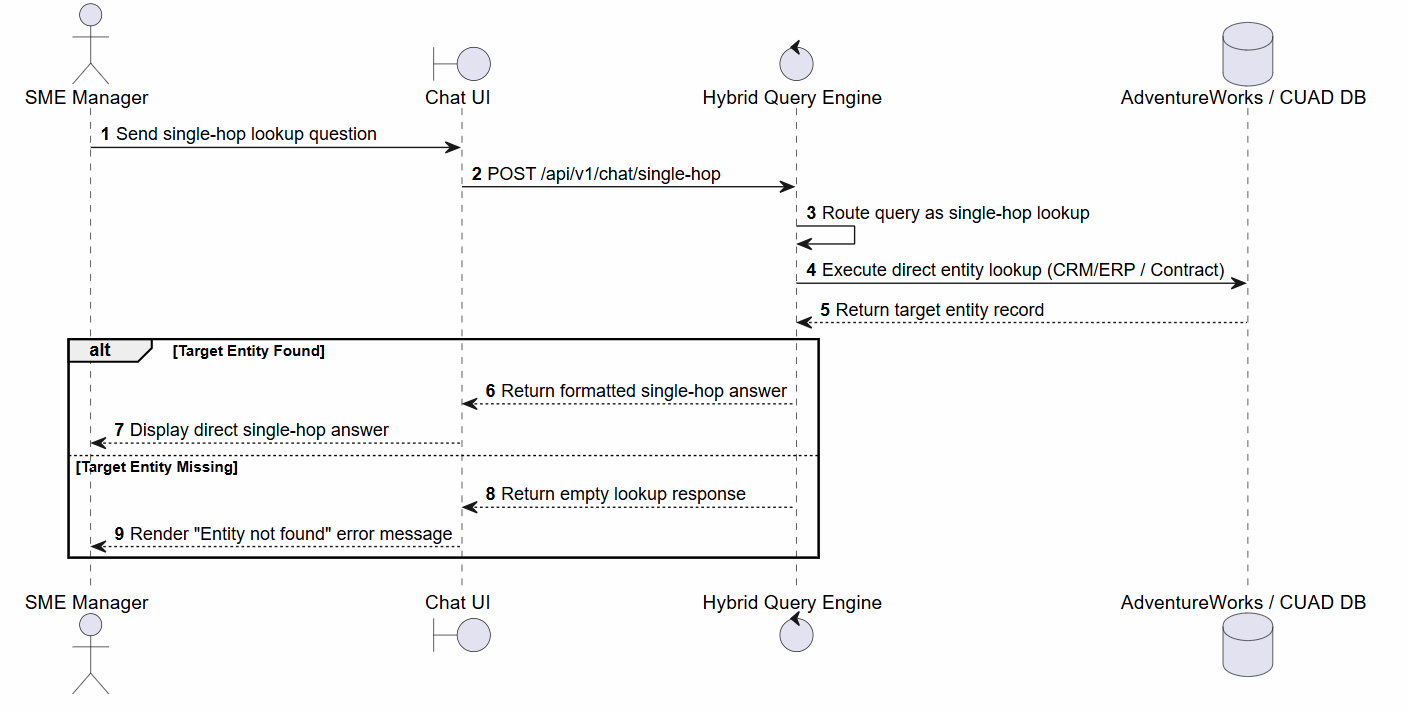 SME Manager
Chat UI
Hybrid Query Engine
AdventureWorks / CUAD DB
1 Send single-hop lookup question
2 POST /api/v1/chat/single-hop
3 Route query as single-hop lookup
4 Execute direct entity lookup (CRM/ERP / Contract)
5 Return target entity record
alt [Target Entity Found]
6 Return formatted single-hop answer
7 Display direct single-hop answer
[Target Entity Missing]
8 Return empty lookup response
9 Render "Entity not found" error message
SME Manager
Chat UI
Hybrid Query Engine
AdventureWorks / CUAD DB